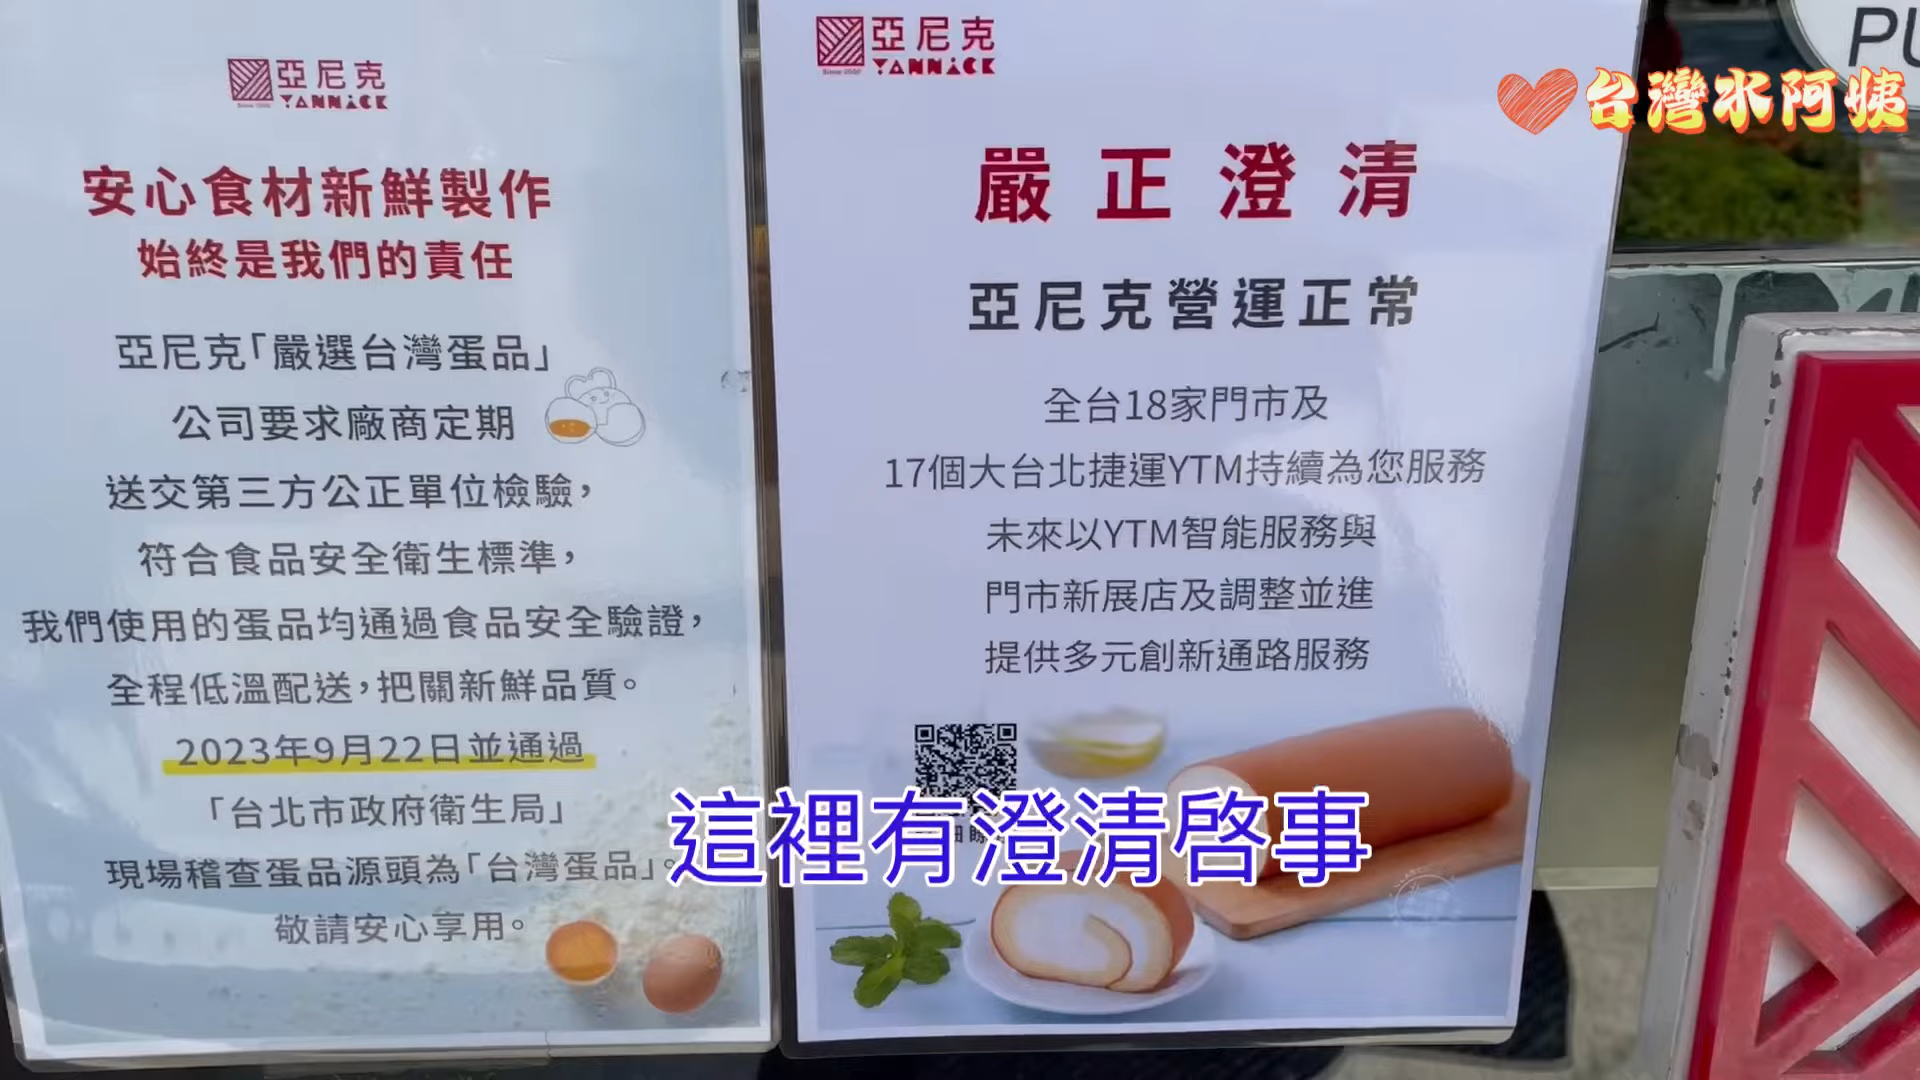 亞尼克
YANNICK
Since 2000
安心食材新鮮製作
始終是我們的責任
亞尼克「嚴選台灣蛋品」
公司要求廠商定期
送交第三方公正單位檢驗，
符合食品安全衛生標準，
我們使用的蛋品均通過食品安全驗證，
全程低溫配送，把關新鮮品質。
2023年9月22日並通過
「台北市政府衛生局」
現場稽查蛋品源頭為「台灣蛋品」。
敬請安心享用。
亞尼克
YANNICK
Since 2000
嚴正澄清
亞尼克營運正常
全台18家門市及
17個大台北捷運YTM持續為您服務
未來以YTM智能服務與
門市新展店及調整並進
提供多元創新通路服務
PU
台灣水阿姨
這裡有澄清啓事